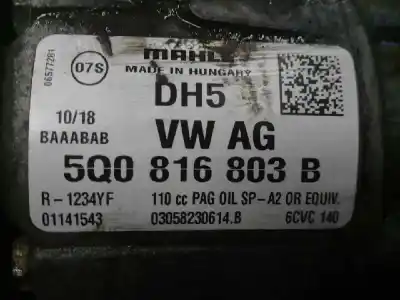 MAHLE
07S
06577281
MADE IN HUNGARY
DH5
10/18
BAAABAB
VW AG
5Q0 816 803 B
R-1234YF 110 cc PAG OIL SP-A2 OR EQUIV.
01141543 03058230614.B 6CVC 140